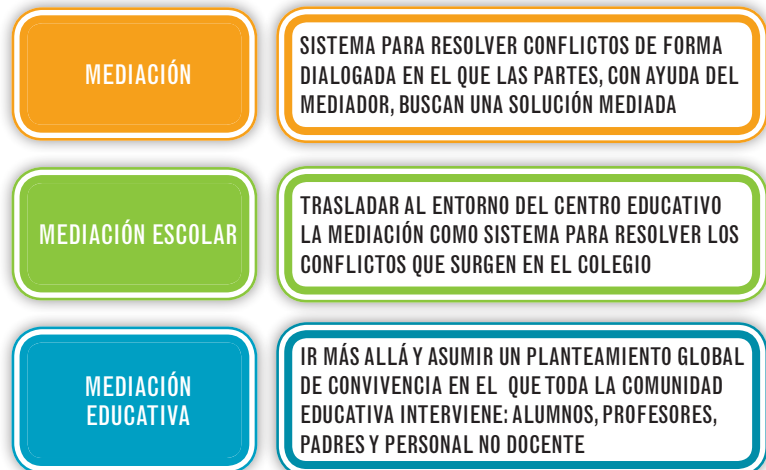 MEDIACIÓN
SISTEMA PARA RESOLVER CONFLICTOS DE FORMA
DIALOGADA EN EL QUE LAS PARTES, CON AYUDA DEL
MEDIADOR, BUSCAN UNA SOLUCIÓN MEDIADA
MEDIACIÓN ESCOLAR
TRASLADAR AL ENTORNO DEL CENTRO EDUCATIVO
LA MEDIACIÓN COMO SISTEMA PARA RESOLVER LOS
CONFLICTOS QUE SURGEN EN EL COLEGIO
MEDIACIÓN
EDUCATIVA
IR MÁS ALLÁ Y ASUMIR UN PLANTEAMIENTO GLOBAL
DE CONVIVENCIA EN EL QUE TODA LA COMUNIDAD
EDUCATIVA INTERVIENE: ALUMNOS, PROFESORES,
PADRES Y PERSONAL NO DOCENTE